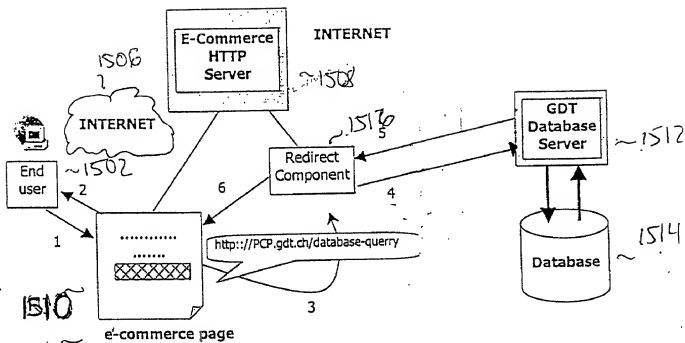 E-Commerce
HTTP
Server
INTERNET
1506
1508
INTERNET
1516
5
GDT
Database
Server
1512
End
user
1502
2
Redirect
Component
6
4
1
http:://PCP.gdt.ch/database-querry
Database
1514
1510
3
e-commerce page